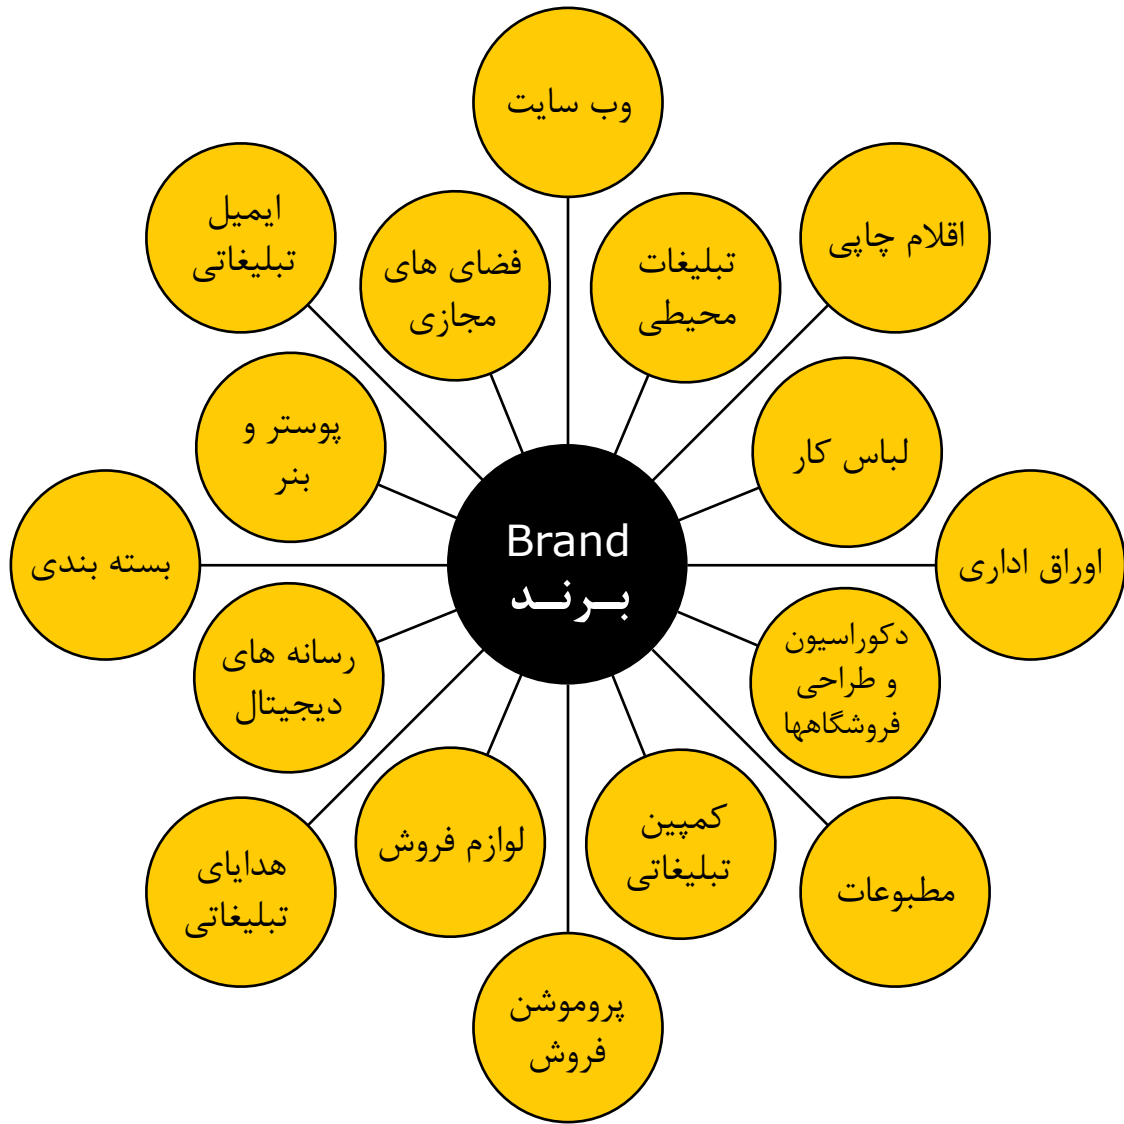 وب سایت
ایمیل
تبلیغاتی
فضای های
مجازی
تبلیغات
محیطی
اقلام چاپی
پوستر و
بنر
لباس کار
بسته بندی
Brand
بـرنـد
اوراق اداری
رسانه های
دیجیتال
دکوراسیون
و طراحی
فروشگاهها
هدایای
تبلیغاتی
لوازم فروش
کمپین
تبلیغاتی
مطبوعات
پروموشن
فروش